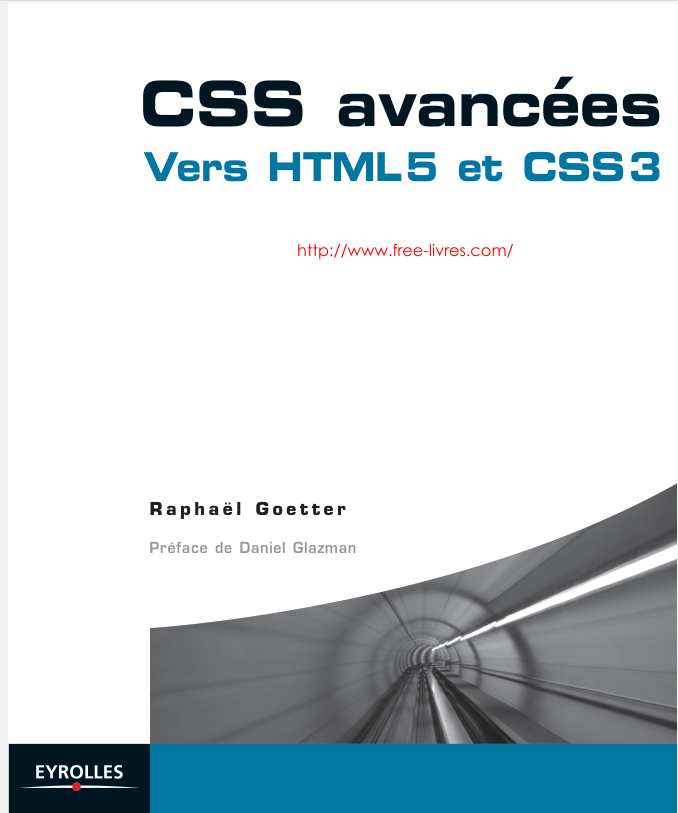 CSS avancées
Vers HTML5 et CSS3
http://www.free-livres.com/
Raphaël Goetter
Préface de Daniel Glazman
EYROLLES